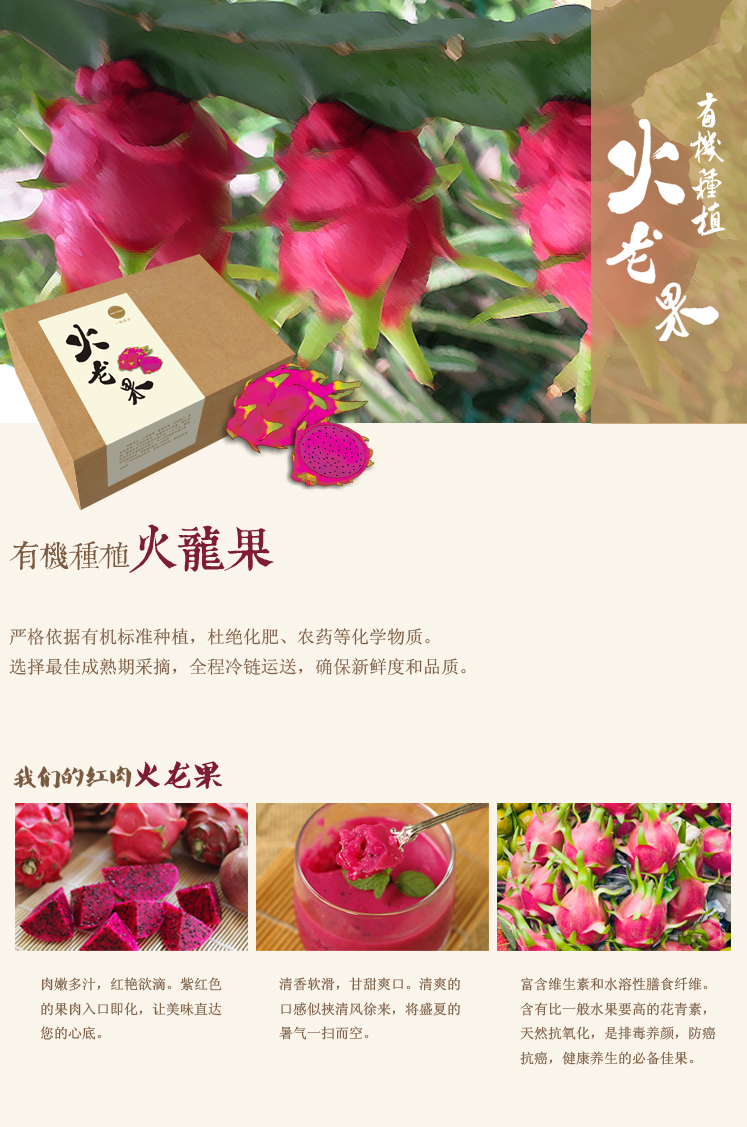 有機種植
火龙果
火龙果
有機種植火龍果
严格依据有机标准种植，杜绝化肥、农药等化学物质。
选择最佳成熟期采摘，全程冷链运送，确保新鲜度和品质。
我们的红肉火龙果
肉嫩多汁，红艳欲滴。紫红色
的果肉入口即化，让美味直达
您的心底。
清香软滑，甘甜爽口。清爽的
口感似挟清风徐来，将盛夏的
暑气一扫而空。
富含维生素和水溶性膳食纤维。
含有比一般水果要高的花青素，
天然抗氧化，是排毒养颜，防癌
抗癌，健康养生的必备佳果。